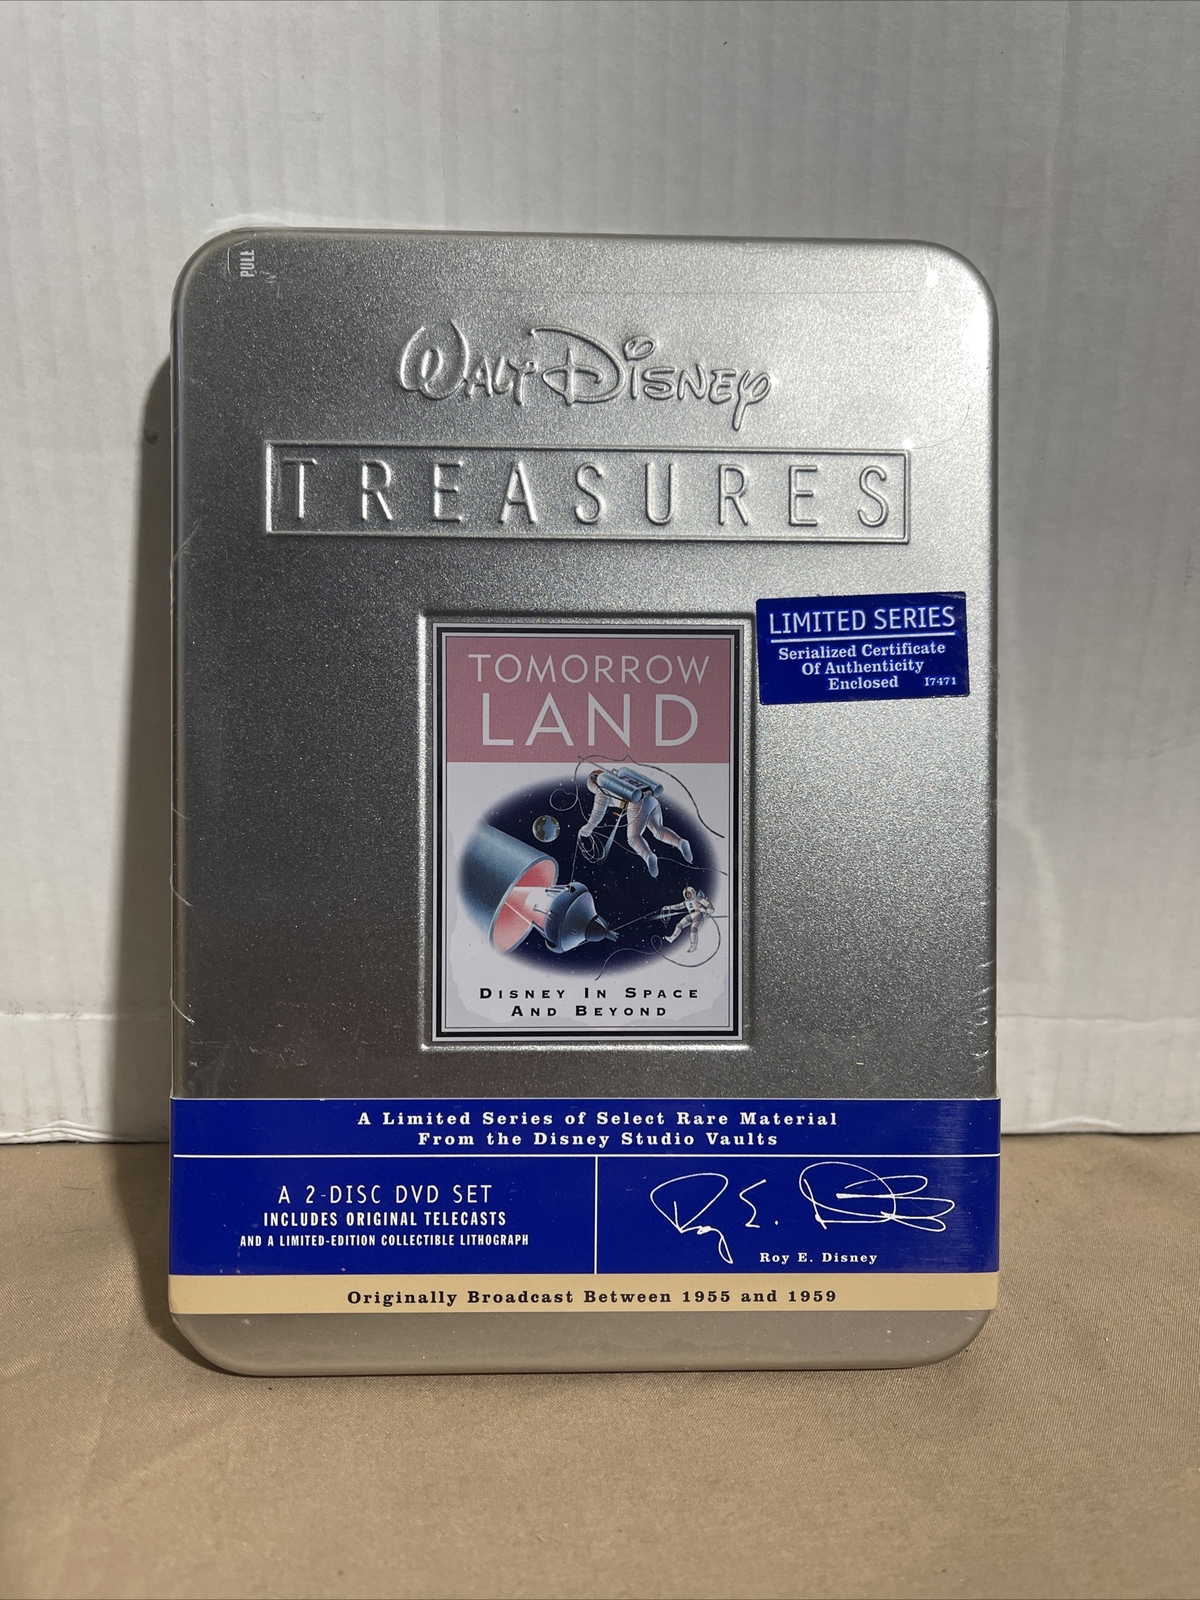 PULL
WALT DISNEY
TREASURES
LIMITED SERIES
Serialized Certificate
Of Authenticity
Enclosed I7471
TOMORROW
LAND
DISNEY IN SPACE
AND BEYOND
A Limited Series of Select Rare Material
From the Disney Studio Vaults
A 2-DISC DVD SET
INCLUDES ORIGINAL TELECASTS
AND A LIMITED-EDITION COLLECTIBLE LITHOGRAPH
Roy E. Disney
Roy E. Disney
Originally Broadcast Between 1955 and 1959